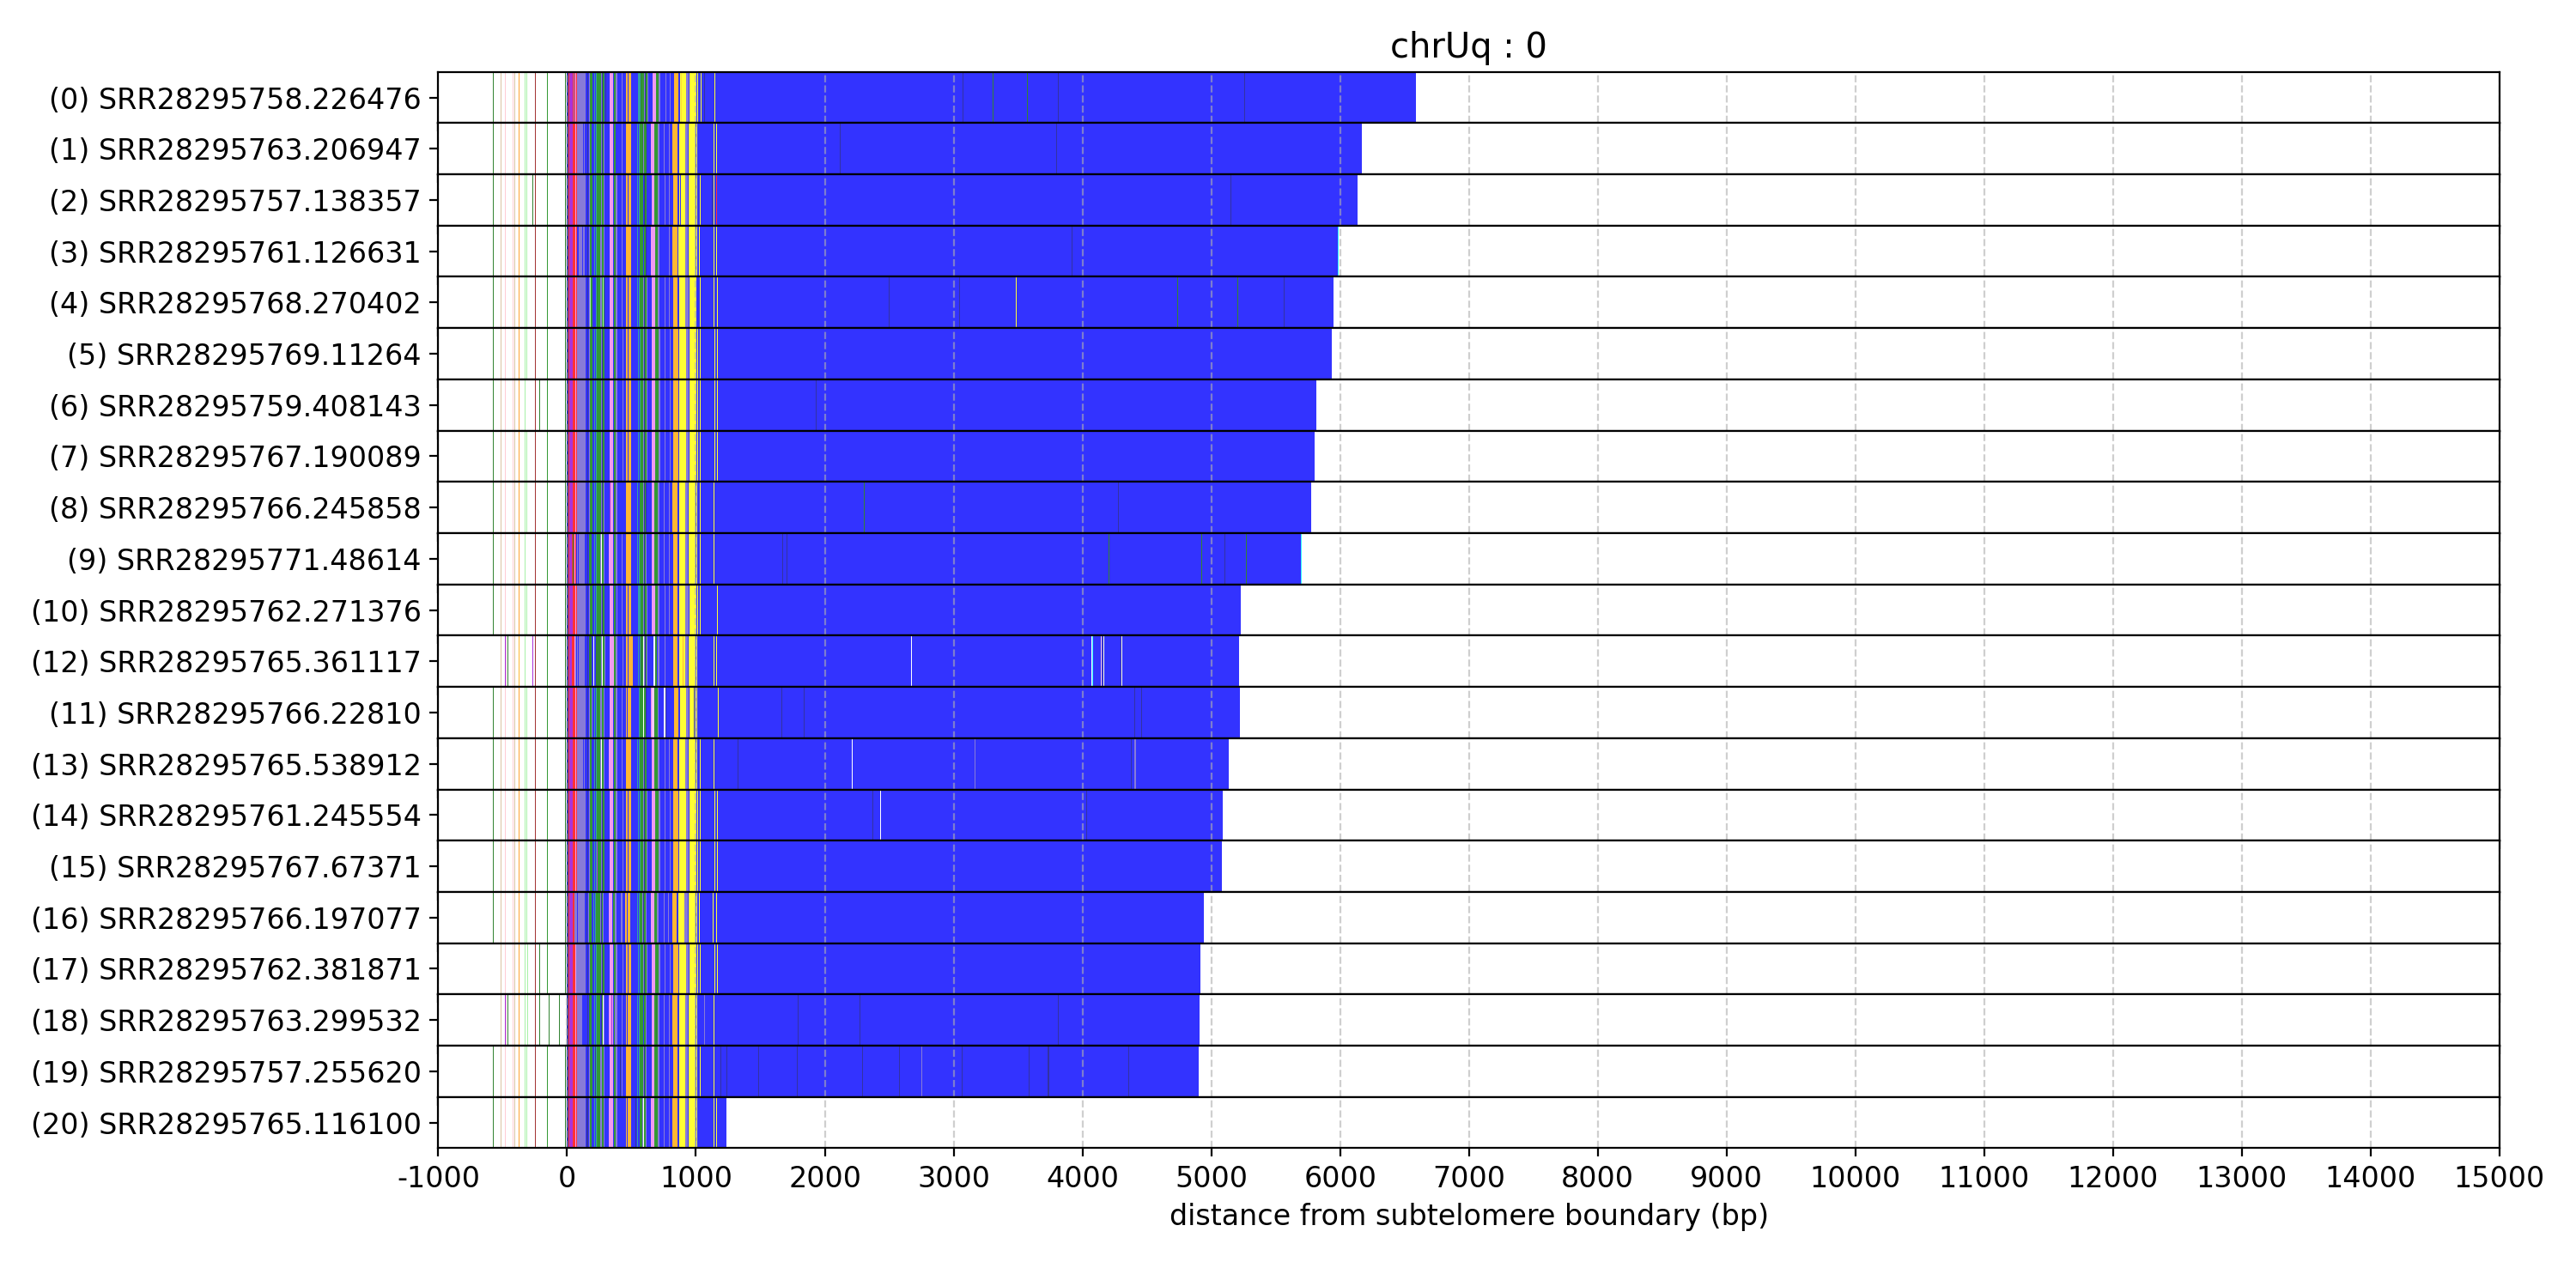 chrUq : 0
(0) SRR28295758.226476
(1) SRR28295763.206947
(2) SRR28295757.138357
(3) SRR28295761.126631
(4) SRR28295768.270402
(5) SRR28295769.11264
(6) SRR28295759.408143
(7) SRR28295767.190089
(8) SRR28295766.245858
(9) SRR28295771.48614
(10) SRR28295762.271376
(12) SRR28295765.361117
(11) SRR28295766.22810
(13) SRR28295765.538912
(14) SRR28295761.245554
(15) SRR28295767.67371
(16) SRR28295766.197077
(17) SRR28295762.381871
(18) SRR28295763.299532
(19) SRR28295757.255620
(20) SRR28295765.116100
-1000 0 1000 2000 3000 4000 5000 6000 7000 8000 9000 10000 11000 12000 13000 14000 15000
distance from subtelomere boundary (bp)